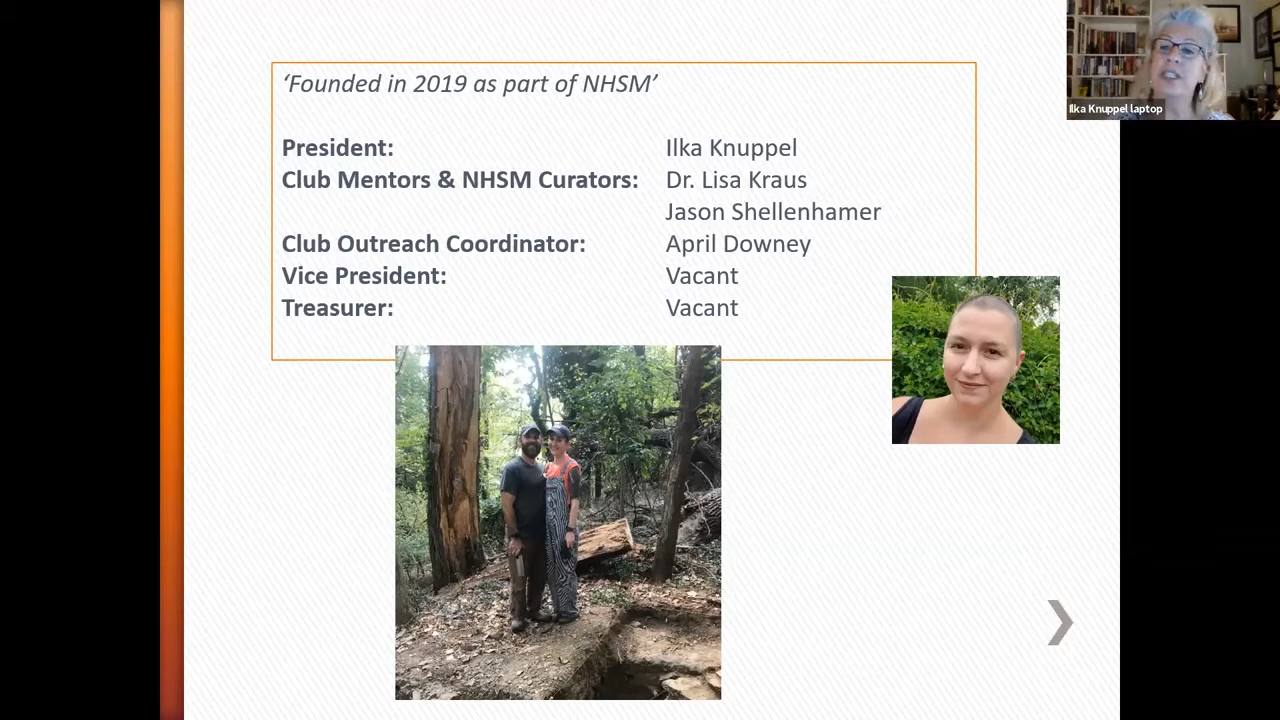 ‘Founded in 2019 as part of NHSM’
President: Ilka Knuppel
Club Mentors & NHSM Curators: Dr. Lisa Kraus
Jason Shellenhamer
Club Outreach Coordinator: April Downey
Vice President: Vacant
Treasurer: Vacant
Ilka Knuppel laptop